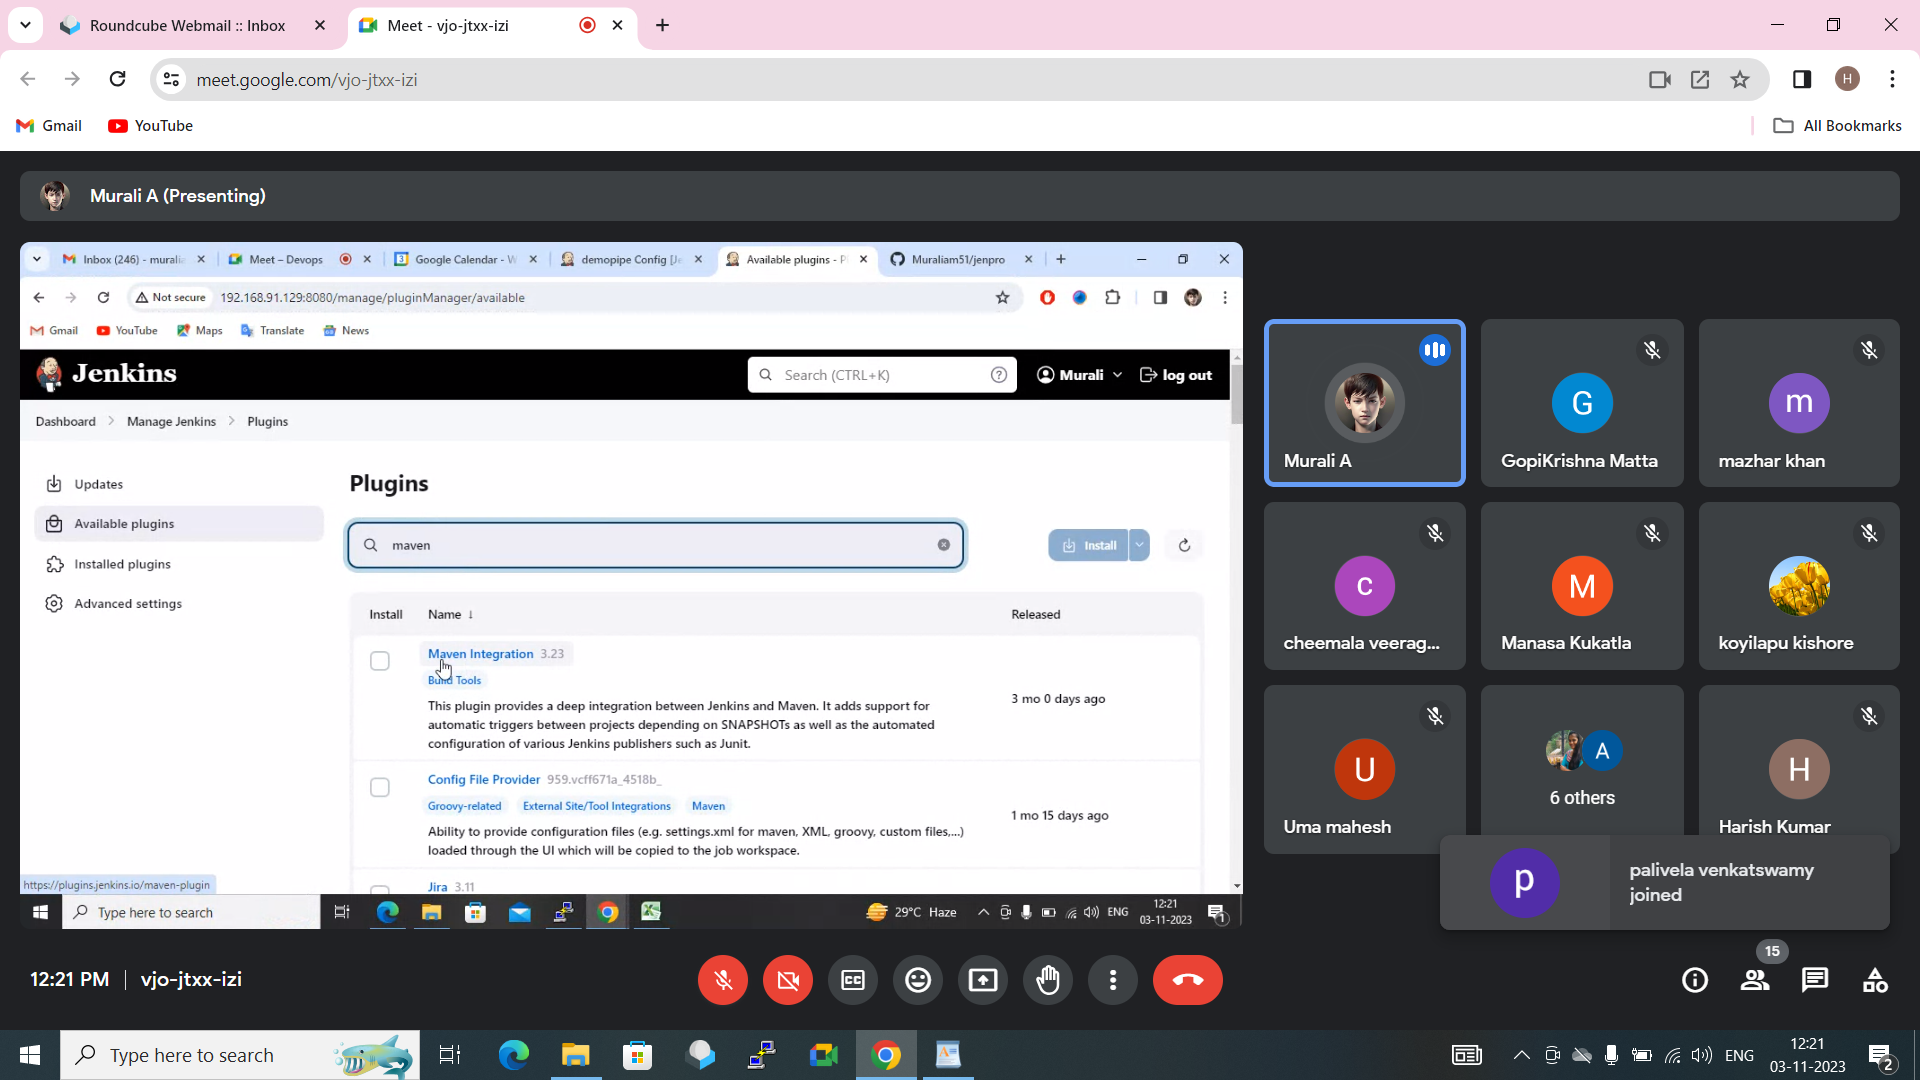 Roundcube Webmail :: Inbox
Meet - vjo-jtxx-izi
meet.google.com/vjo-jtxx-izi
H
Gmail
YouTube
All Bookmarks
Murali A (Presenting)
Inbox (246) - murali
Meet – Devops
Google Calendar - W
demopipe Config [Je
Available plugins - P
Muraliam51/jenpro
Not secure
192.168.91.129:8080/manage/pluginManager/available
Gmail
YouTube
Maps
Translate
News
Jenkins
Search (CTRL+K)
Murali
log out
Dashboard
Manage Jenkins
Plugins
Updates
Available plugins
Installed plugins
Advanced settings
Plugins
maven
Install
Install
Name ↓
Released
Maven Integration 3.23
Build Tools
This plugin provides a deep integration between Jenkins and Maven. It adds support for
automatic triggers between projects depending on SNAPSHOTs as well as the automated
configuration of various Jenkins publishers such as Junit.
3 mo 0 days ago
Config File Provider 959.vcff671a_4518b_
Groovy-related
External Site/Tool Integrations
Maven
Ability to provide configuration files (e.g. settings.xml for maven, XML, groovy, custom files,...)
loaded through the UI which will be copied to the job workspace.
1 mo 15 days ago
Jira 3.11
https://plugins.jenkins.io/maven-plugin
Type here to search
29°C Haze
ENG
12:21
03-11-2023
1
Murali A
G
GopiKrishna Matta
m
mazhar khan
c
cheemala veerag...
M
Manasa Kukatla
koyilapu kishore
U
Uma mahesh
A
6 others
H
Harish Kumar
p
palivela venkatswamy
joined
12:21 PM
vjo-jtxx-izi
15
Type here to search
ENG
12:21
03-11-2023
2